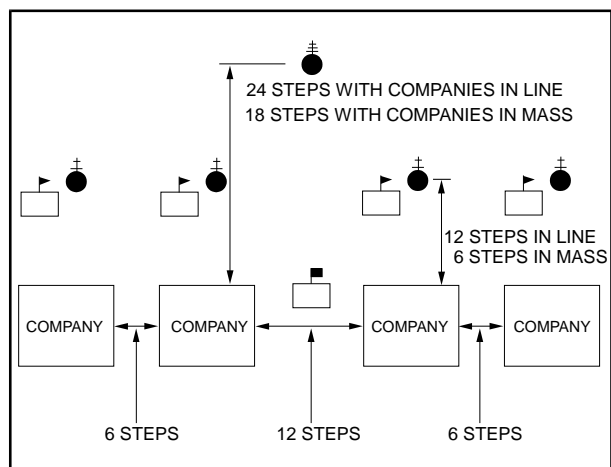 24 STEPS WITH COMPANIES IN LINE
18 STEPS WITH COMPANIES IN MASS
12 STEPS IN LINE
6 STEPS IN MASS
COMPANY
COMPANY
COMPANY
COMPANY
6 STEPS
12 STEPS
6 STEPS